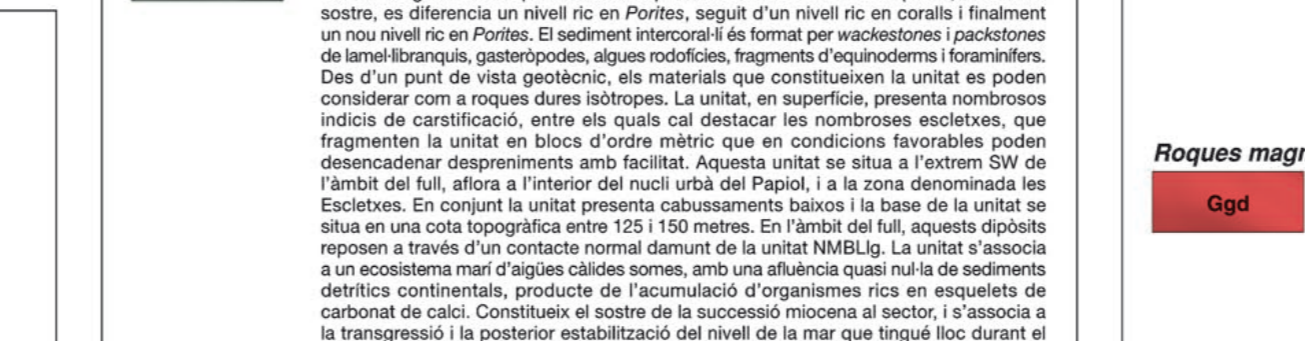 sostre, es diferencia un nivell ric en Porites, seguit d'un nivell ric en coralls i finalment
un nou nivell ric en Porites. El sediment intercoral·lí és format per wackestones i packstones
de lamel·libranquis, gasteròpodes, algues rodofícies, fragments d'equinoderms i foraminífers.
Des d'un punt de vista geotècnic, els materials que constitueixen la unitat es poden
considerar com a roques dures isòtropes. La unitat, en superfície, presenta nombrosos
indicis de carstificació, entre els quals cal destacar les nombroses escletxes, que
fragmenten la unitat en blocs d'ordre mètric que en condicions favorables poden
desencadenar despreniments amb facilitat. Aquesta unitat se situa a l'extrem SW de
l'àmbit del full, aflora a l'interior del nucli urbà del Papiol, i a la zona denominada les
Escletxes. En conjunt la unitat presenta cabussaments baixos i la base de la unitat se
situa en una cota topogràfica entre 125 i 150 metres. En l'àmbit del full, aquests dipòsits
reposen a través d'un contacte normal damunt de la unitat NMBLlg. La unitat s'associa
a un ecosistema marí d'aigües càlides somes, amb una afluència quasi nul·la de sediments
detrítics continentals, producte de l'acumulació d'organismes rics en esquelets de
carbonat de calci. Constitueix el sostre de la successió miocena al sector, i s'associa a
la transgressió i la posterior estabilització del nivell de la mar que tingué lloc durant el
Roques magr
Ggd